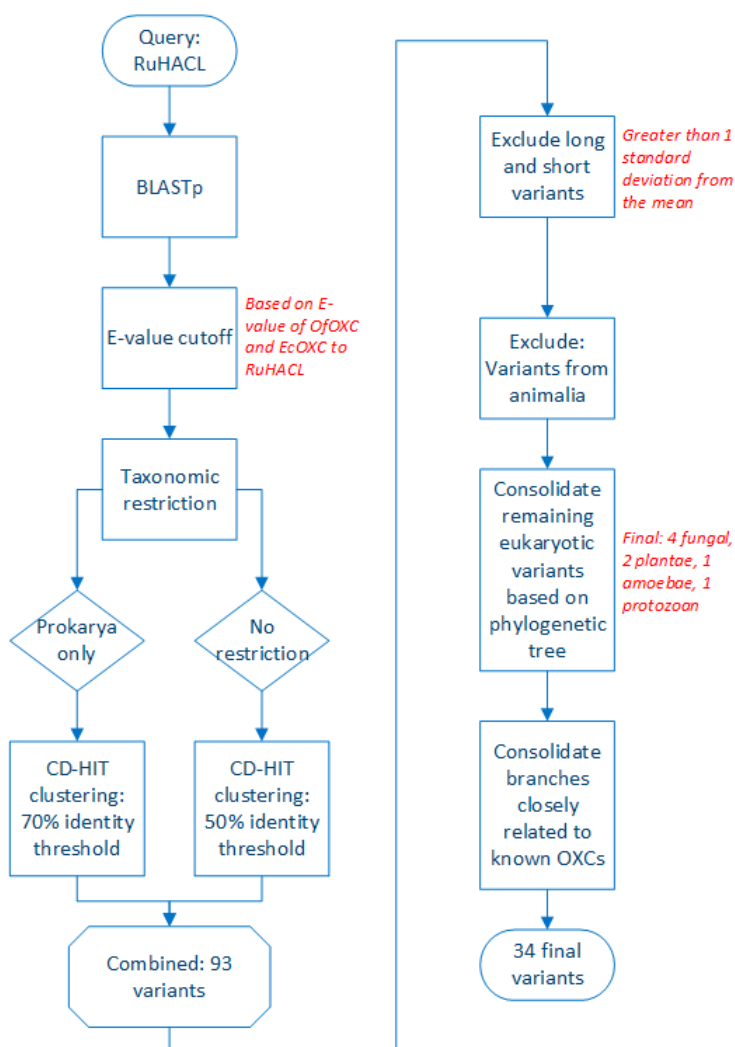 Query:
RuHACL
BLASTp
E-value cutoff
Based on E-
value of OfOXC
and EcOXC to
RuHACL
Taxonomic
restriction
Prokarya
only
No
restriction
CD-HIT
clustering:
70% identity
threshold
CD-HIT
clustering:
50% identity
threshold
Combined: 93
variants
Exclude long
and short
variants
Greater than 1
standard
deviation from
the mean
Exclude:
Variants from
animalia
Consolidate
remaining
eukaryotic
variants
based on
phylogenetic
tree
Final: 4 fungal,
2 plantae, 1
amoebae, 1
protozoan
Consolidate
branches
closely
related to
known OXCs
34 final
variants